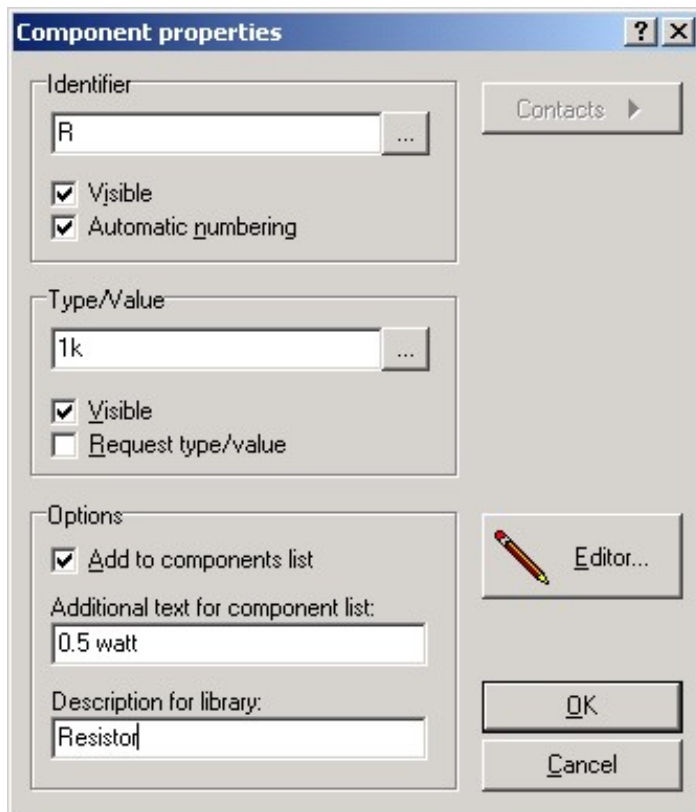 Component properties
?
Identifier
R
...
Contacts
Visible
Automatic numbering
Type/Value
1k
...
Visible
Request type/value
Options
Add to components list
Additional text for component list:
0.5 watt
Description for library:
Resistor
Editor...
OK
Cancel